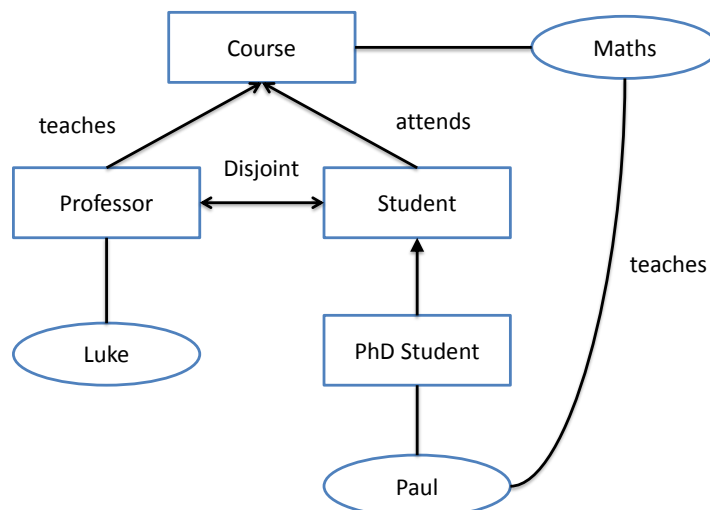 Course
Maths
teaches
attends
Disjoint
Professor
Student
teaches
Luke
PhD Student
Paul